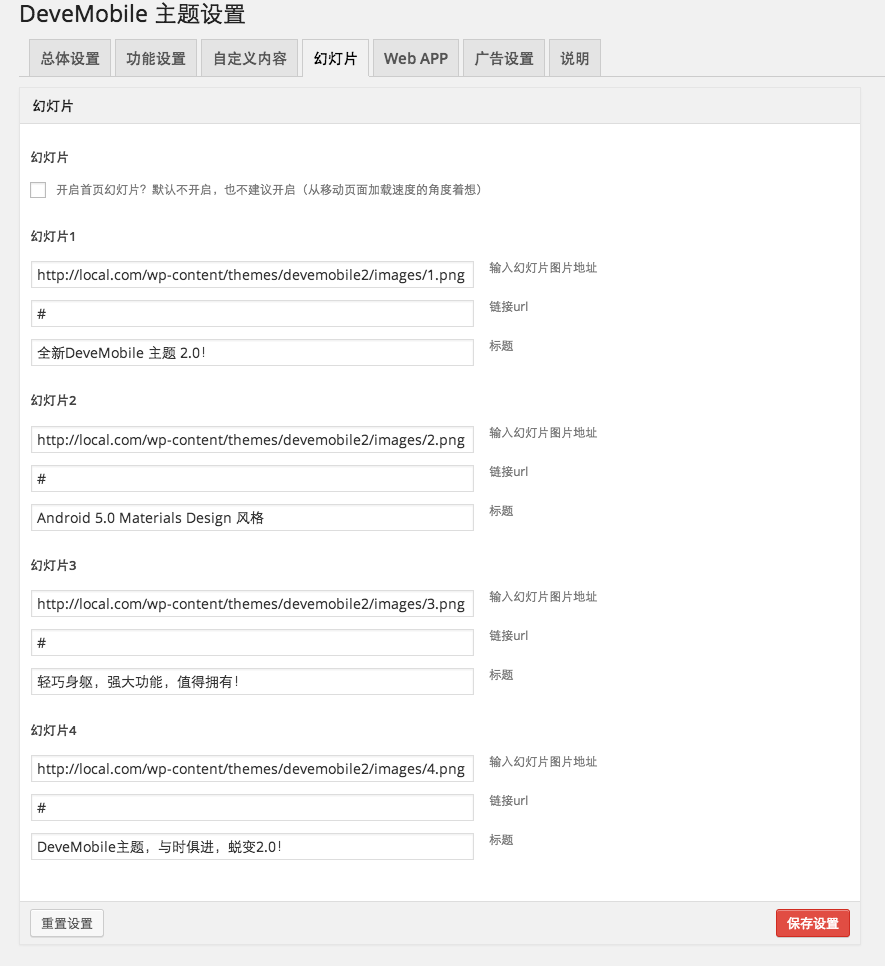 DeveMobile 主题设置
总体设置 功能设置 自定义内容 幻灯片 Web APP 广告设置 说明
幻灯片
幻灯片
开启首页幻灯片？默认不开启，也不建议开启（从移动页面加载速度的角度着想）
幻灯片1
http://local.com/wp-content/themes/devemobile2/images/1.png 输入幻灯片图片地址
# 链接url
全新DeveMobile 主题 2.0！ 标题
幻灯片2
http://local.com/wp-content/themes/devemobile2/images/2.png 输入幻灯片图片地址
# 链接url
Android 5.0 Materials Design 风格 标题
幻灯片3
http://local.com/wp-content/themes/devemobile2/images/3.png 输入幻灯片图片地址
# 链接url
轻巧身躯，强大功能，值得拥有！ 标题
幻灯片4
http://local.com/wp-content/themes/devemobile2/images/4.png 输入幻灯片图片地址
# 链接url
DeveMobile主题，与时俱进，蜕变2.0！ 标题
重置设置 保存设置